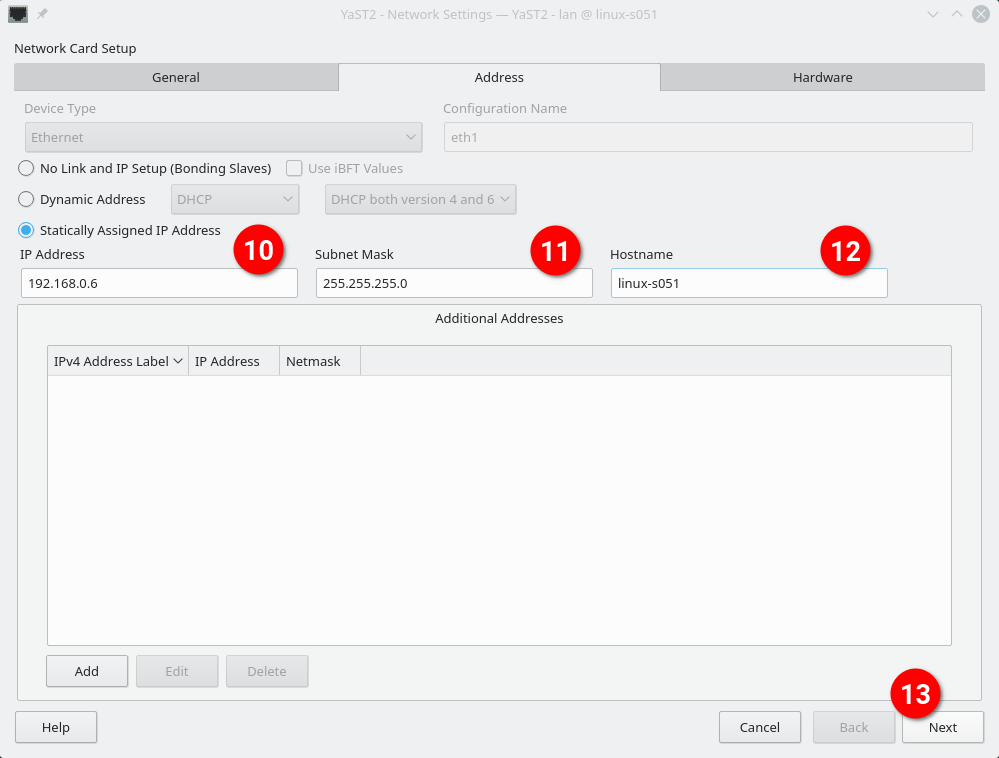 YaST2 - Network Settings — YaST2 - lan @ linux-s051
Network Card Setup
General Address Hardware
Device Type Configuration Name
Ethernet eth1
No Link and IP Setup (Bonding Slaves) Use iBFT Values
Dynamic Address DHCP DHCP both version 4 and 6
Statically Assigned IP Address
10 11 12
IP Address Subnet Mask Hostname
192.168.0.6 255.255.255.0 linux-s051
Additional Addresses
IPv4 Address Label IP Address Netmask
Add Edit Delete
13
Help Cancel Back Next